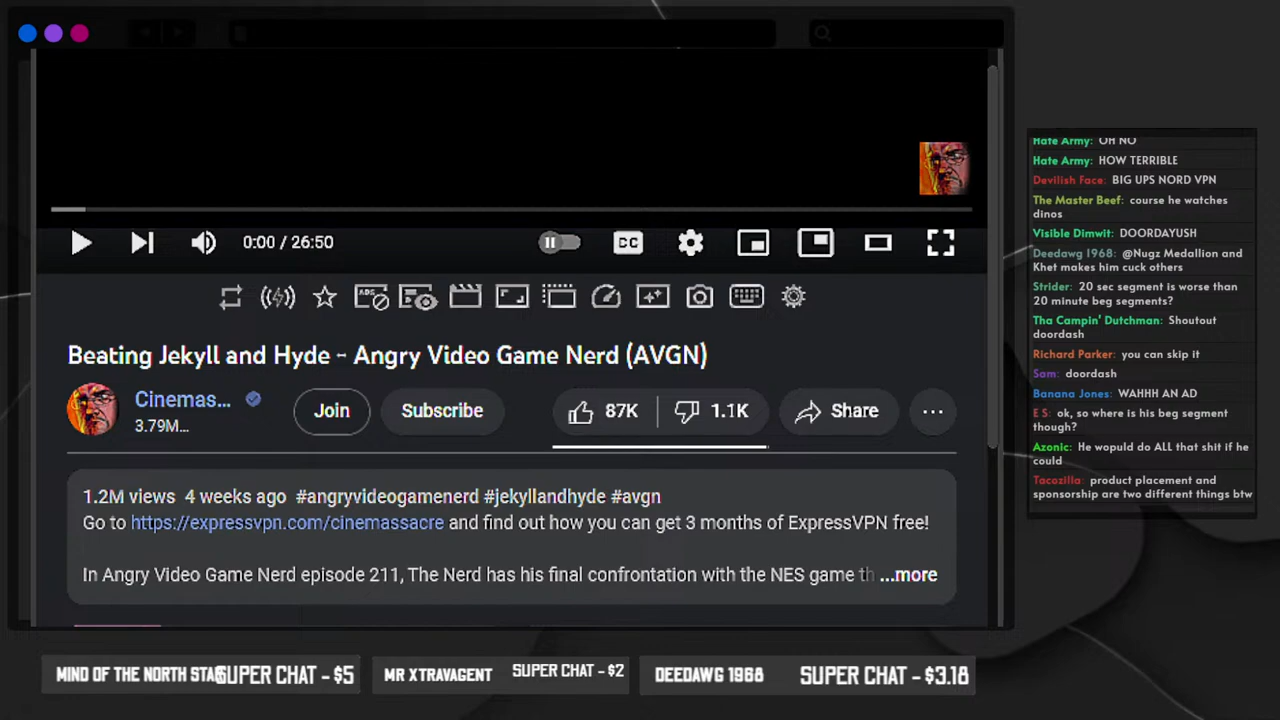 0:00 / 26:50
CC
ADS
Beating Jekyll and Hyde - Angry Video Game Nerd (AVGN)
Cinemas...
3.79M...
Join
Subscribe
87K
1.1K
Share
...
1.2M views 4 weeks ago #angryvideogamenerd #jekyllandhyde #avgn
Go to https://expressvpn.com/cinemassacre and find out how you can get 3 months of ExpressVPN free!
In Angry Video Game Nerd episode 211, The Nerd has his final confrontation with the NES game th ...more
Hate Army: OH NO
Hate Army: HOW TERRIBLE
Devilish Face: BIG UPS NORD VPN
The Master Beef: course he watches
dinos
Visible Dimwit: DOORDAYUSH
Deedawg 1968: @Nugz Medallion and
Khet makes him cuck others
Strider: 20 sec segment is worse than
20 minute beg segments?
Tha Campin' Dutchman: Shoutout
doordash
Richard Parker: you can skip it
Sam: doordash
Banana Jones: WAHHH AN AD
E S: ok, so where is his beg segment
though?
Azonic: He wopuld do ALL that shit if he
could
Tacozilla: product placement and
sponsorship are two different things btw
MIND OF THE NORTH STAR SUPER CHAT - $5
MR XTRAVAGENT SUPER CHAT - $2
DEEDAWG 1968 SUPER CHAT - $3.18